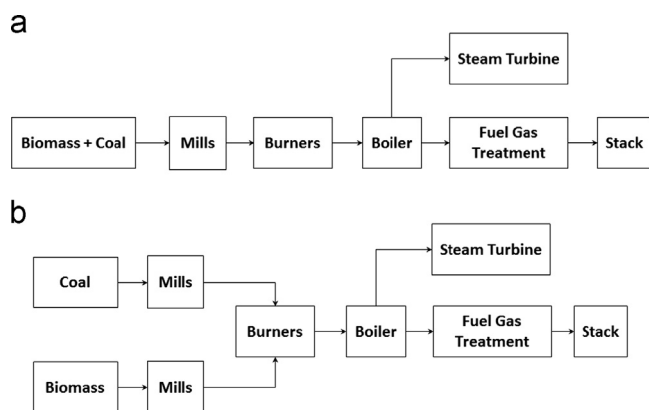 a
Steam Turbine
Biomass + Coal
Mills
Burners
Boiler
Fuel Gas
Treatment
Stack
b
Steam Turbine
Coal
Mills
Burners
Boiler
Fuel Gas
Treatment
Stack
Biomass
Mills